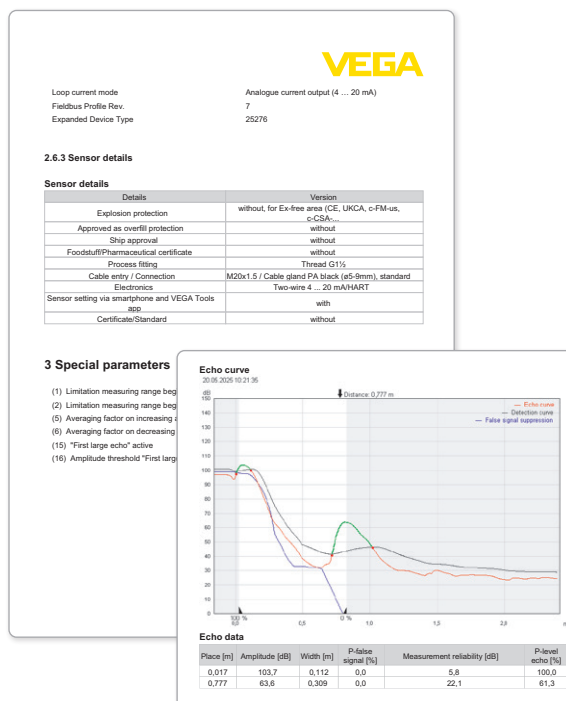 VEGA
Loop current mode Analogue current output (4 … 20 mA)
Fieldbus Profile Rev. 7
Expanded Device Type 25276
2.6.3 Sensor details
Sensor details
Details Version
Explosion protection without, for Ex-free area (CE, UKCA, c-FM-us, c-CSA-...
Approved as overfill protection without
Ship approval without
Foodstuff/Pharmaceutical certificate without
Process fitting Thread G1½
Cable entry / Connection M20x1.5 / Cable gland PA black (ø5-9mm), standard
Electronics Two-wire 4 ... 20 mA/HART
Sensor setting via smartphone and VEGA Tools app with
Certificate/Standard without
3 Special parameters
(1) Limitation measuring range beg
(2) Limitation measuring range beg
(5) Averaging factor on increasing
(6) Averaging factor on decreasing
(15) "First large echo" active
(16) Amplitude threshold "First larg
Echo curve
20.05.2025 10:21:35
dB
Distance: 0,777 m
Echo curve
Detection curve
False signal suppression
150
140
130
120
110
100
90
80
70
60
50
40
30
20
10
0
100 % 0 %
0,0 0,5 1,0 1,5 2,0
Echo data
Place [m] Amplitude [dB] Width [m] P-false signal [%] Measurement reliability [dB] P-level echo [%]
0,017 103,7 0,112 0,0 5,8 100,0
0,777 63,6 0,309 0,0 22,1 61,3